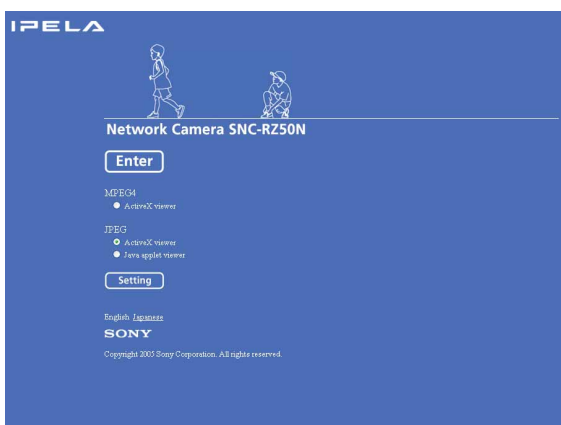 IPELA
Network Camera SNC-RZ50N
Enter
MPEG4
ActiveX viewer
JPEG
ActiveX viewer
Java applet viewer
Setting
English Japanese
SONY
Copyright 2005 Sony Corporation. All rights reserved.